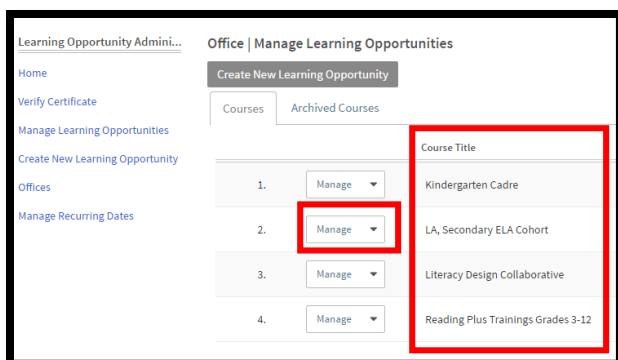 Learning Opportunity Admini...
Home
Verify Certificate
Manage Learning Opportunities
Create New Learning Opportunity
Offices
Manage Recurring Dates
Office | Manage Learning Opportunities
Create New Learning Opportunity
Courses Archived Courses
Course Title
1. Manage Kindergarten Cadre
2. Manage LA, Secondary ELA Cohort
3. Manage Literacy Design Collaborative
4. Manage Reading Plus Trainings Grades 3-12